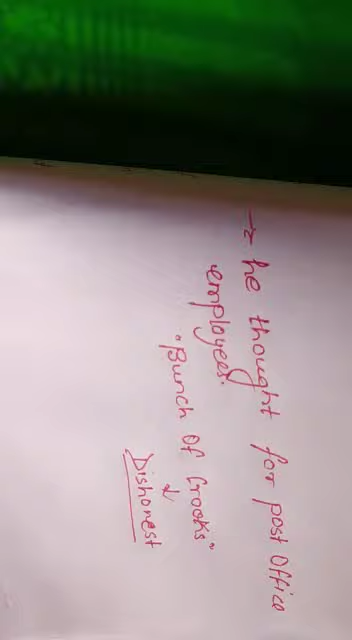 → he thought for post office
employees.
"Bunch Of Crooks"
↓
Dishonest